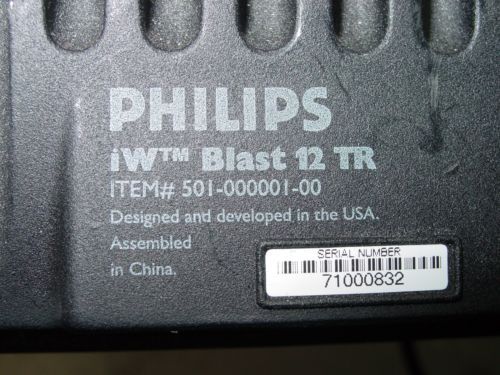 PHILIPS
iW™ Blast 12 TR
ITEM# 501-000001-00
Designed and developed in the USA.
Assembled
in China.
SERIAL NUMBER
71000832